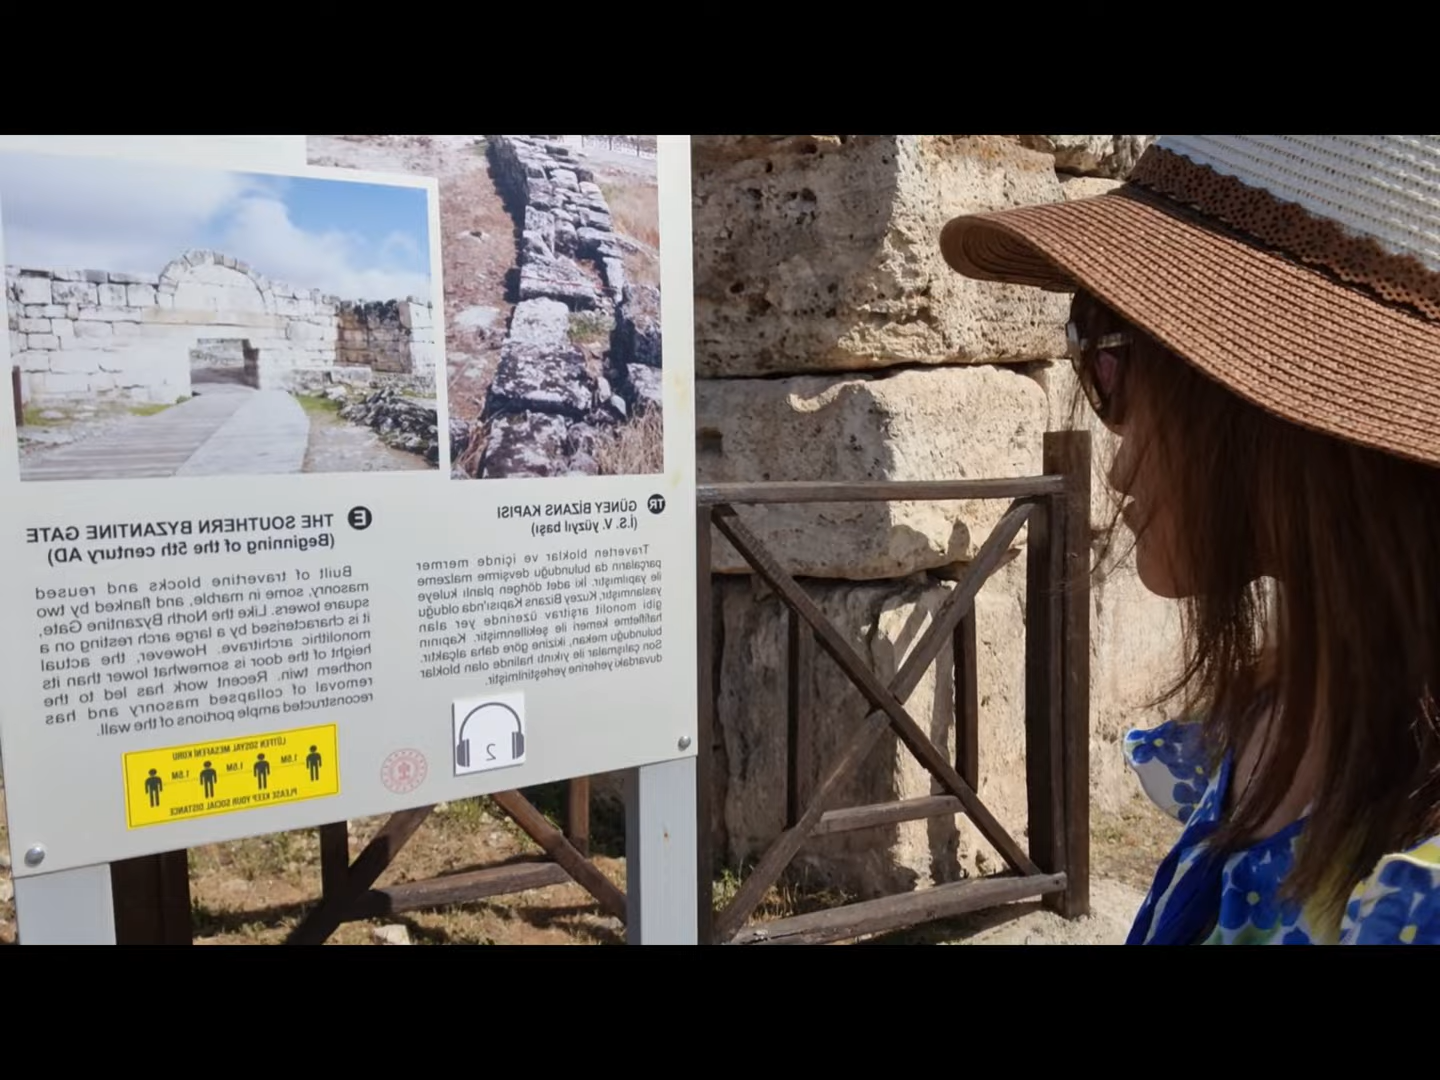 TR
GÜNEY BİZANS KAPISI
(İ.S. V. yüzyıl başı)
Traverten bloklar ve içinde mermer
parçaların da bulunduğu devşirme malzeme
ile yapılmıştır. İki adet dörtgen planlı kuleye
yaslanmıştır, Kuzey Bizans Kapısı'nda olduğu
gibi monolit arşitrav üzerinde yer alan
hafifletme kemeri ile şekillenmiştir. Kapının
bulunduğu mekan, ikizine göre daha alçaktır.
Son çalışmalar ile yıkıntı halinde olan bloklar
duvardaki yerlerine yerleştirilmiştir.
E
THE SOUTHERN BYZANTINE GATE
(Beginning of the 5th century AD)
Built of travertine blocks and reused
masonry, some in marble, and flanked by two
square towers. Like the North Byzantine Gate,
it is characterised by a large arch resting on a
monolithic architrave. However, the actual
height of the door is somewhat lower than its
northern twin. Recent work has led to the
removal of collapsed masonry and has
reconstructed ample portions of the wall.
2
LÜTFEN SOSYAL MESAFENİ KORU
1.5M 1.5M 1.5M
PLEASE KEEP YOUR SOCIAL DISTANCE